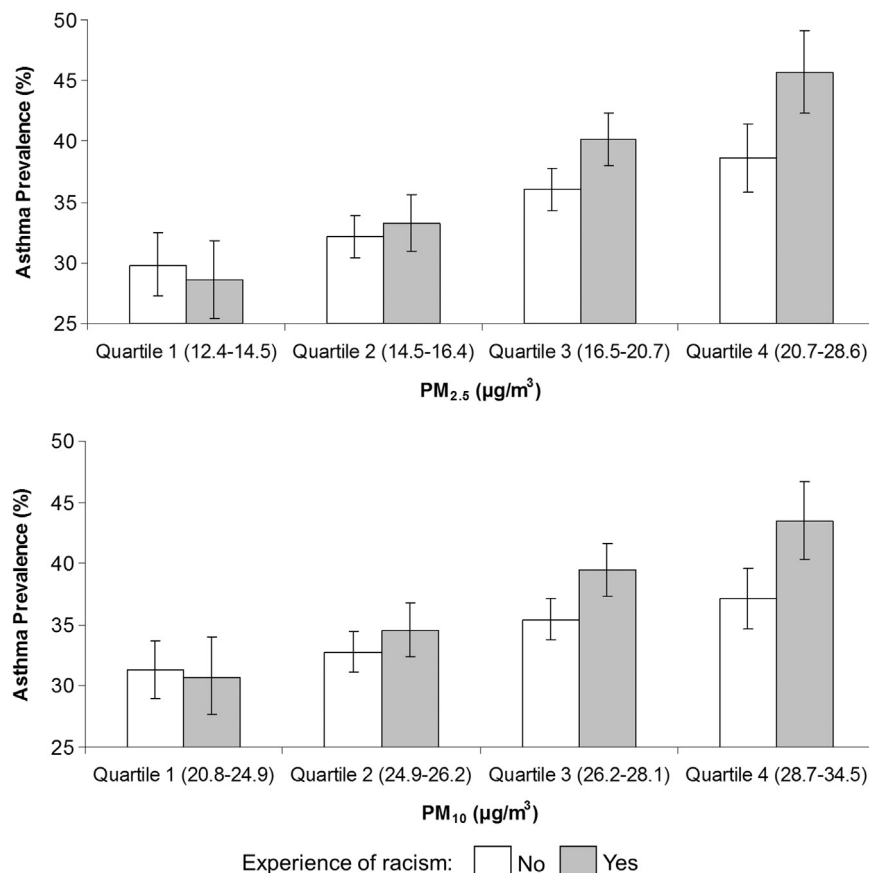 50
45
40
35
30
25
Asthma Prevalence (%)
Quartile 1 (12.4-14.5) Quartile 2 (14.5-16.4) Quartile 3 (16.5-20.7) Quartile 4 (20.7-28.6)
PM2.5 (µg/m³)
50
45
40
35
30
25
Asthma Prevalence (%)
Quartile 1 (20.8-24.9) Quartile 2 (24.9-26.2) Quartile 3 (26.2-28.1) Quartile 4 (28.7-34.5)
PM10 (µg/m³)
Experience of racism: No Yes